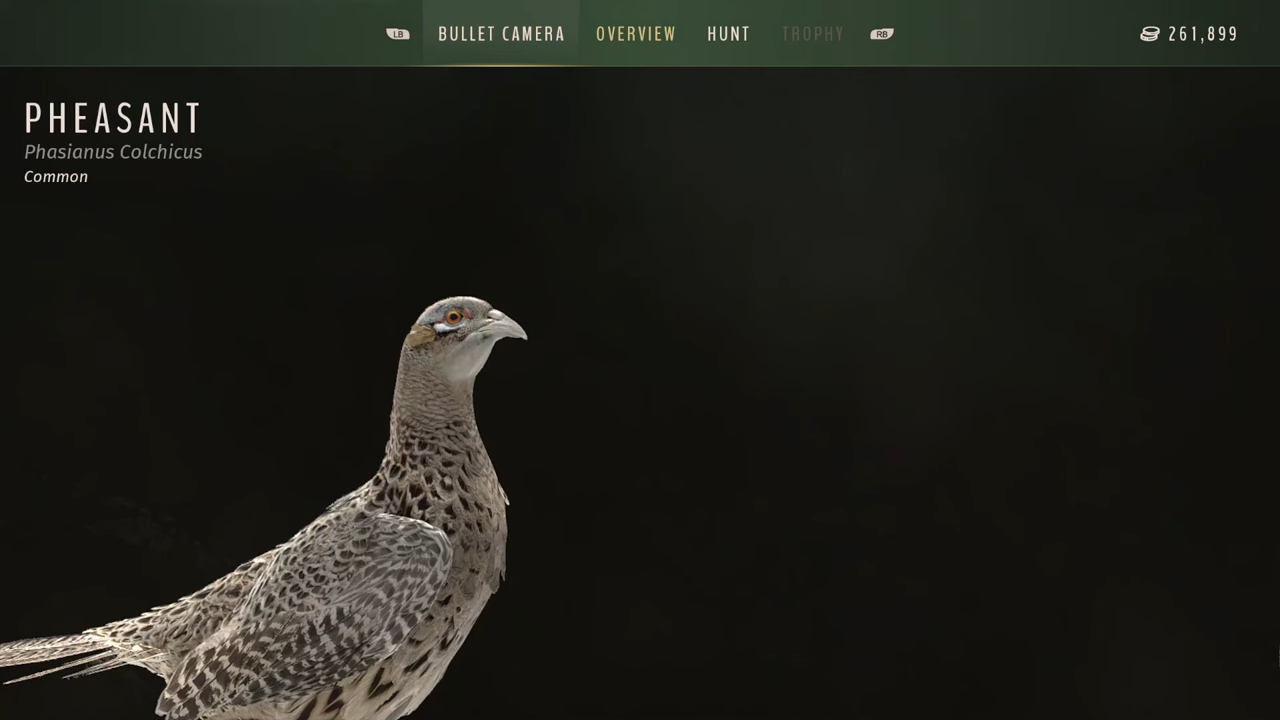 LB BULLET CAMERA OVERVIEW HUNT TROPHY RB 261,899
PHEASANT
Phasianus Colchicus
Common